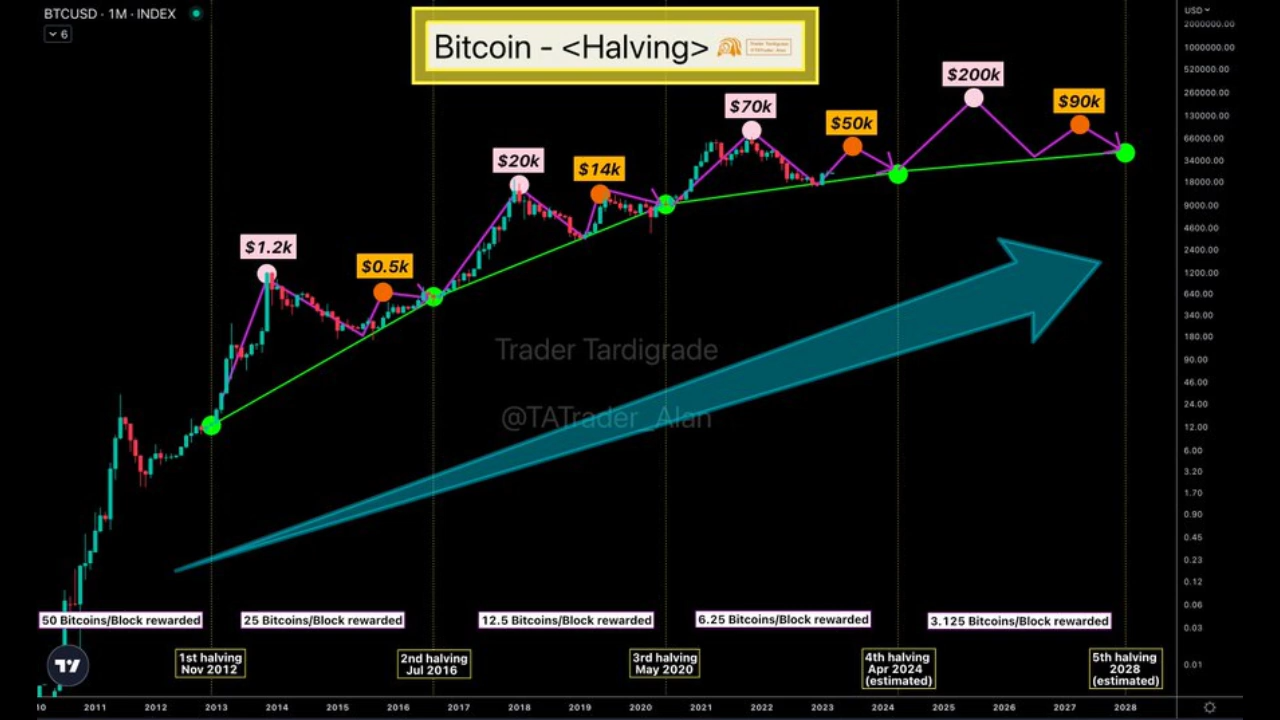 BTCUSD · 1M · INDEX
6
Bitcoin - <Halving>
Trader Tardigrade
@TATrader_Alan
USD
2000000.00
1000000.00
520000.00
260000.00
130000.00
66000.00
34000.00
18000.00
9000.00
4600.00
2400.00
1200.00
640.00
340.00
180.00
90.00
46.00
24.00
12.00
6.00
3.20
1.70
0.90
0.45
0.23
0.12
0.06
0.03
0.01
$1.2k
$0.5k
$20k
$14k
$70k
$50k
$200k
$90k
Trader Tardigrade
@TATrader_Alan
50 Bitcoins/Block rewarded
25 Bitcoins/Block rewarded
12.5 Bitcoins/Block rewarded
6.25 Bitcoins/Block rewarded
3.125 Bitcoins/Block rewarded
1st halving
Nov 2012
2nd halving
Jul 2016
3rd halving
May 2020
4th halving
Apr 2024
(estimated)
5th halving
2028
(estimated)
10 2011 2012 2013 2014 2015 2016 2017 2018 2019 2020 2021 2022 2023 2024 2025 2026 2027 2028